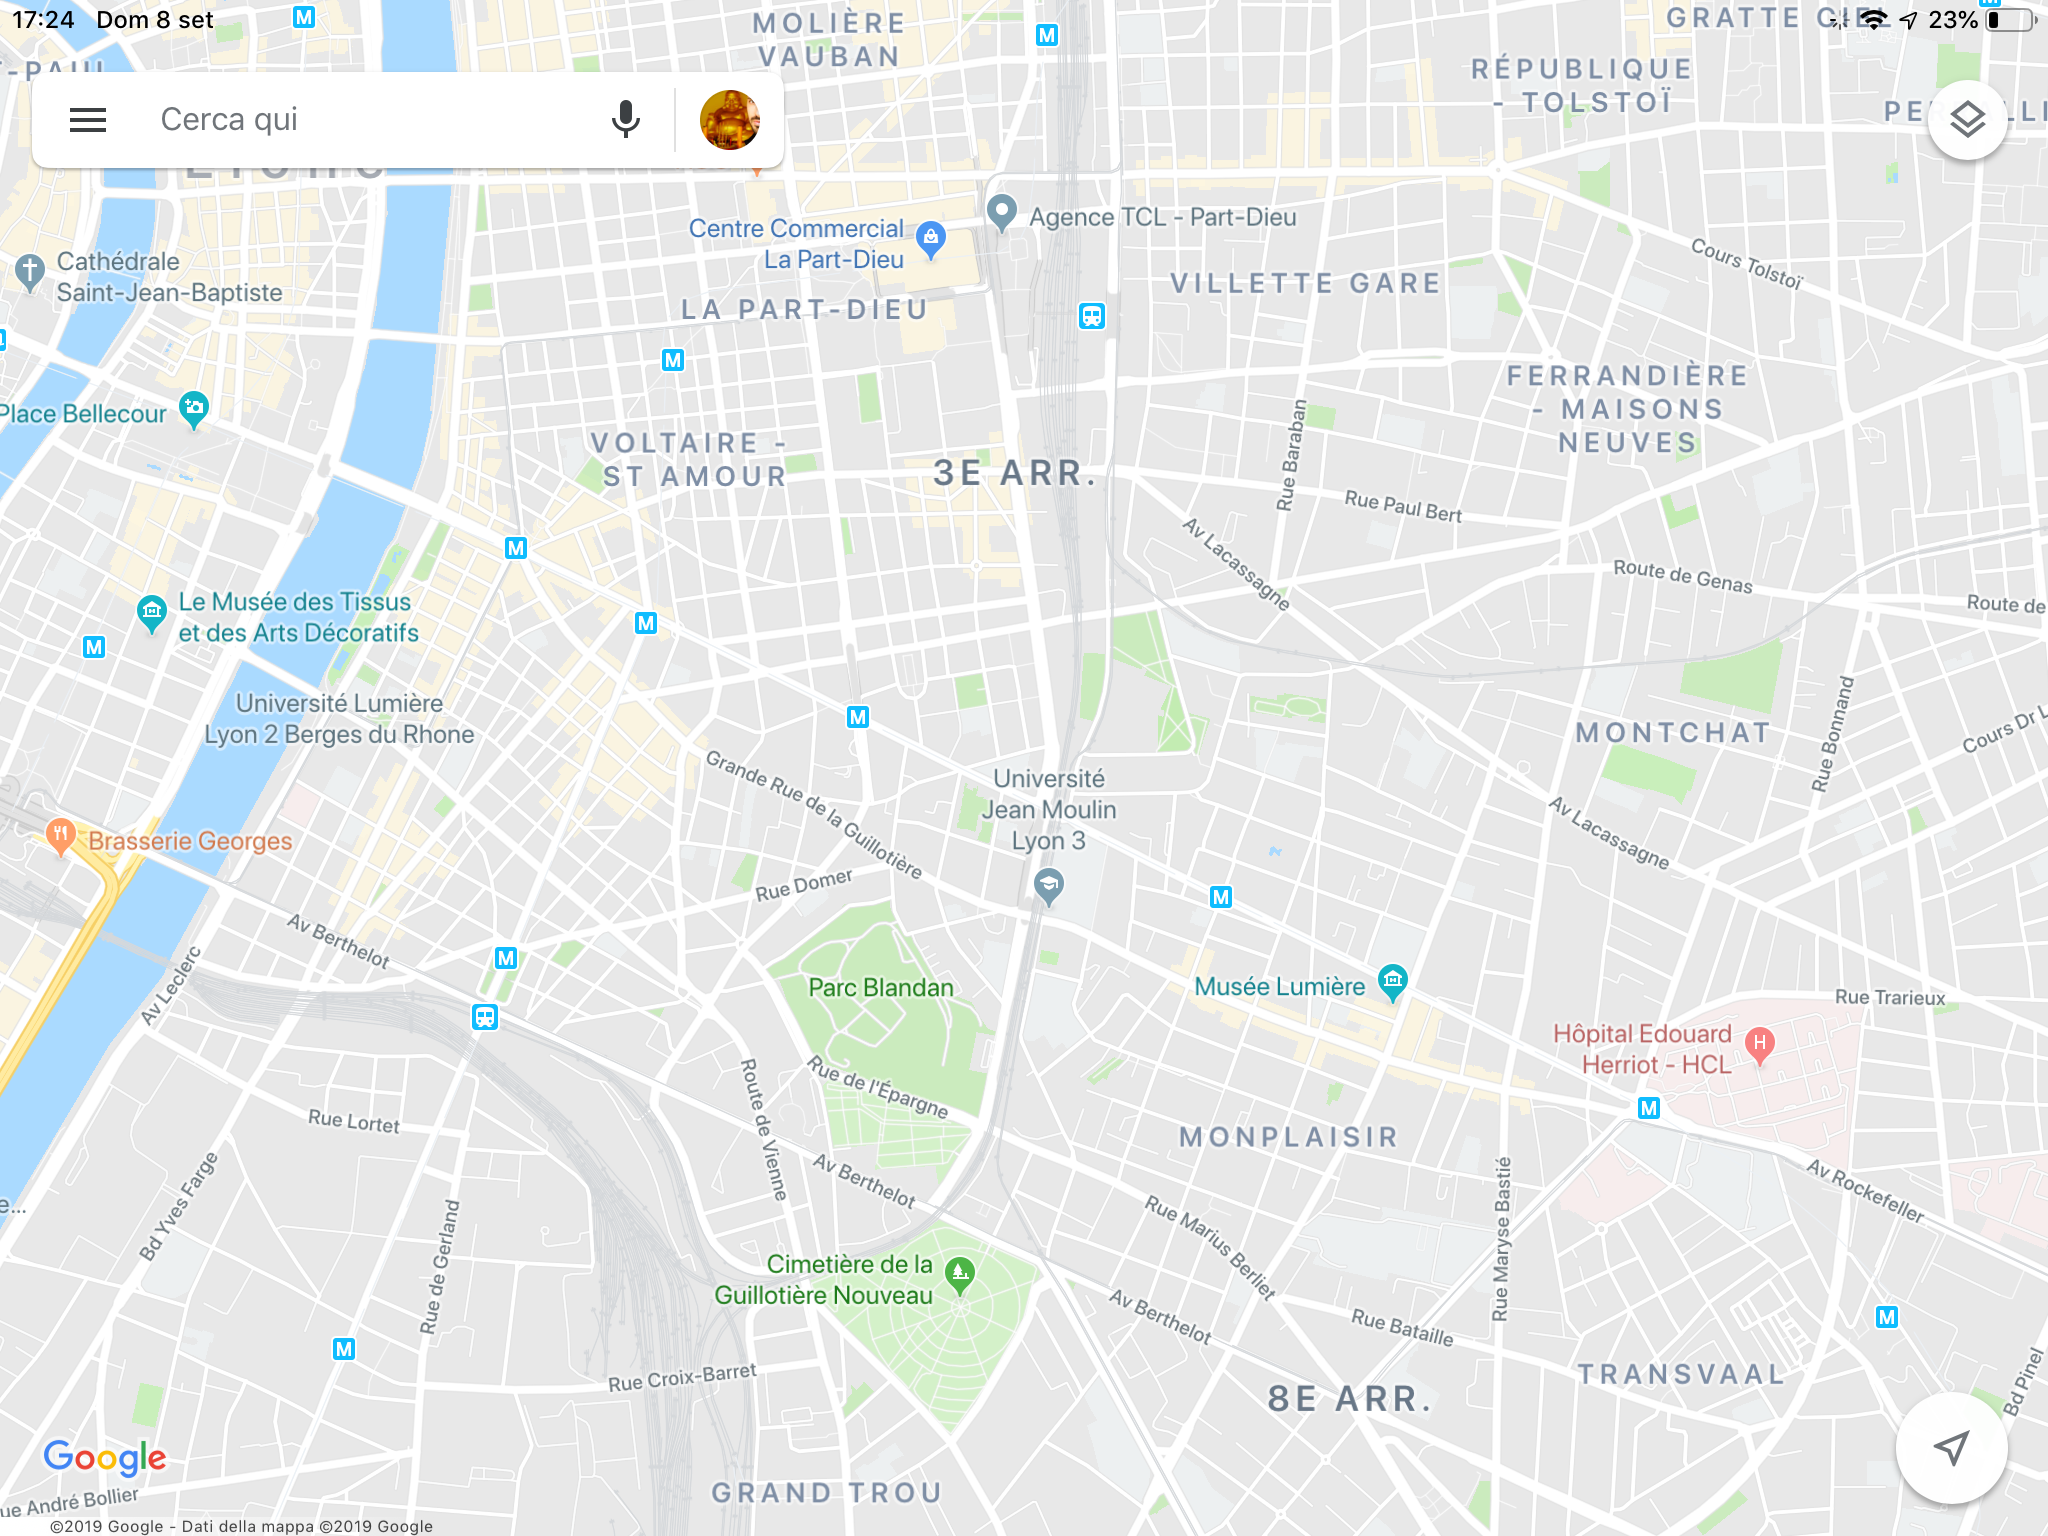 17:24 Dom 8 set
23%
MOLIÈRE
VAUBAN
GRATTE CIEL
RÉPUBLIQUE
- TOLSTOÏ
Cerca qui
Centre Commercial
La Part-Dieu
Agence TCL - Part-Dieu
Cours Tolstoï
Cathédrale
Saint-Jean-Baptiste
LA PART-DIEU
VILLETTE GARE
Place Bellecour
VOLTAIRE -
ST AMOUR
3E ARR.
FERRANDIÈRE
- MAISONS
NEUVES
Rue Baraban
Rue Paul Bert
Av Lacassagne
Route de Genas
Route de
Le Musée des Tissus
et des Arts Décoratifs
Université Lumière
Lyon 2 Berges du Rhone
MONTCHAT
Rue Bonnand
Cours Dr L
Grande Rue de la Guillotière
Université
Jean Moulin
Lyon 3
Av Lacassagne
Brasserie Georges
Rue Domer
Av Berthelot
Av Leclerc
Parc Blandan
Musée Lumière
Rue Trarieux
Hôpital Edouard
Herriot - HCL
H
Rue de l'Épargne
Route de Vienne
Rue Lortet
MONPLAISIR
Av Berthelot
Av Rockefeller
Bd Yves Farge
Rue de Gerland
Rue Marius Berliet
Rue Maryse Bastié
Cimetière de la
Guillotière Nouveau
Av Berthelot
Rue Bataille
Rue Croix-Barret
TRANSVAAL
8E ARR.
Bd Pinel
Google
GRAND TROU
ue André Bollier
©2019 Google - Dati della mappa ©2019 Google
M
M
M
M
M
M
M
M
M
M
M
M